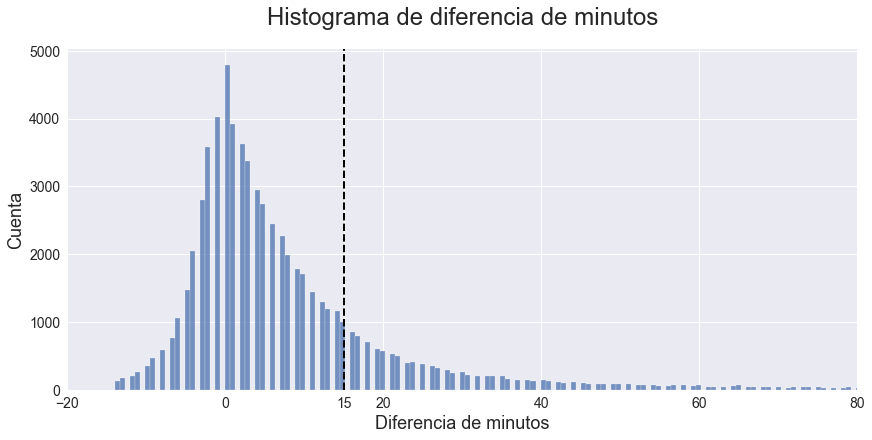 Histograma de diferencia de minutos
Cuenta
5000
4000
3000
2000
1000
0
−20 0 15 20 40 60 80
Diferencia de minutos